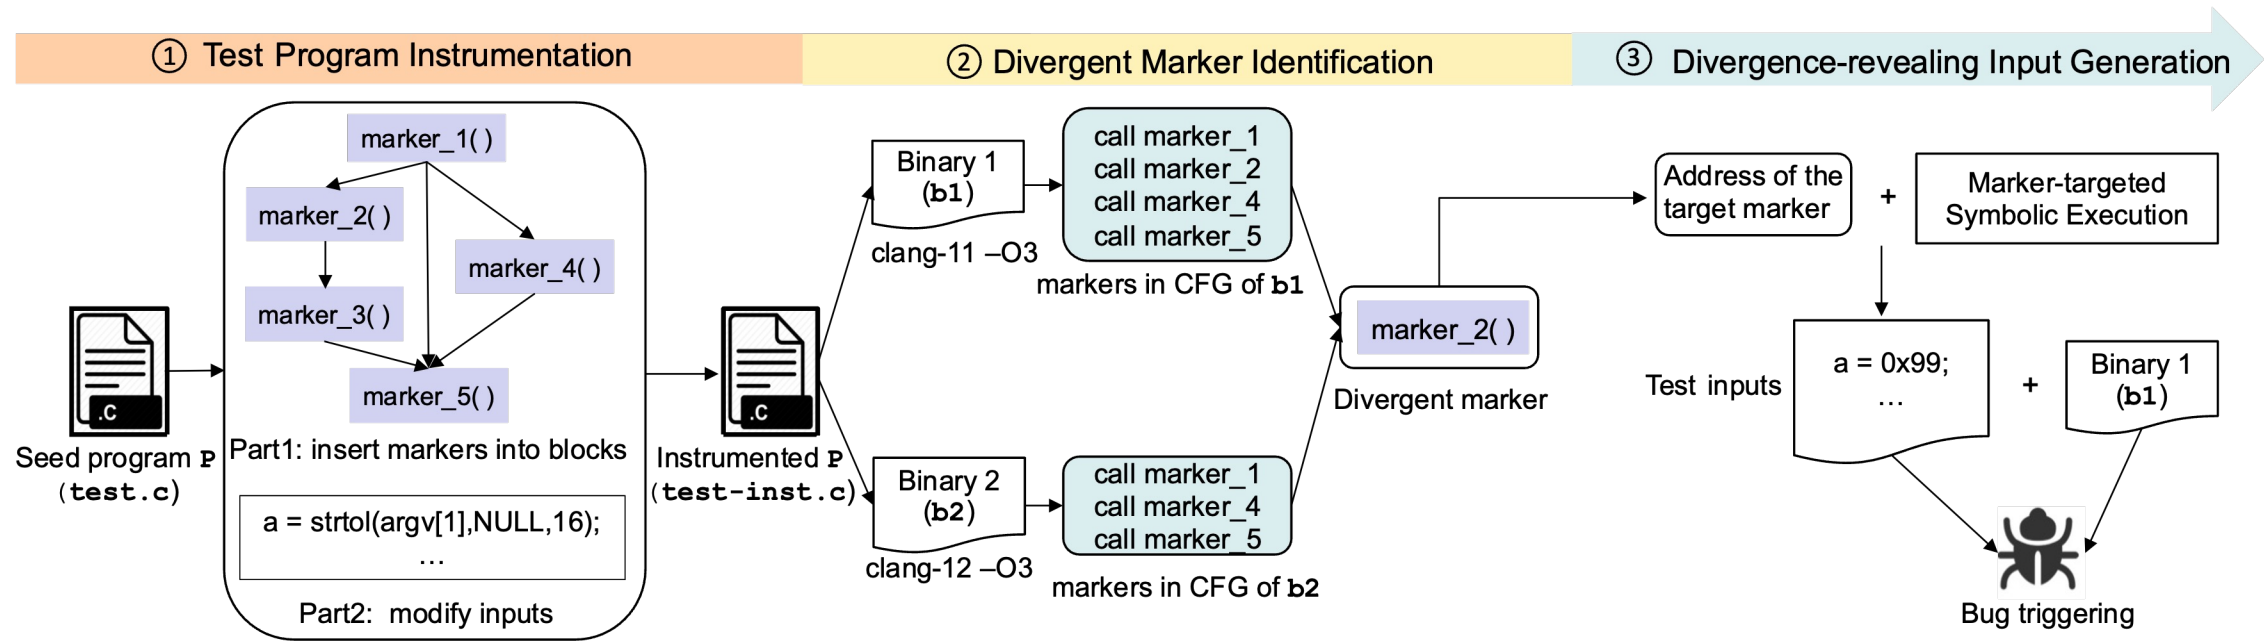 ① Test Program Instrumentation
② Divergent Marker Identification
③ Divergence-revealing Input Generation
marker_1( )
marker_2( )
marker_4( )
marker_3( )
marker_5( )
Part1: insert markers into blocks
a = strtol(argv[1],NULL,16);
...
Part2: modify inputs
.C
Seed program P
(test.c)
.C
Instrumented P
(test-inst.c)
Binary 1
(b1)
clang-11 –O3
call marker_1
call marker_2
call marker_4
call marker_5
markers in CFG of b1
Binary 2
(b2)
clang-12 –O3
call marker_1
call marker_4
call marker_5
markers in CFG of b2
marker_2( )
Divergent marker
Address of the
target marker
+
Marker-targeted
Symbolic Execution
Test inputs
a = 0x99;
...
+
Binary 1
(b1)
Bug triggering